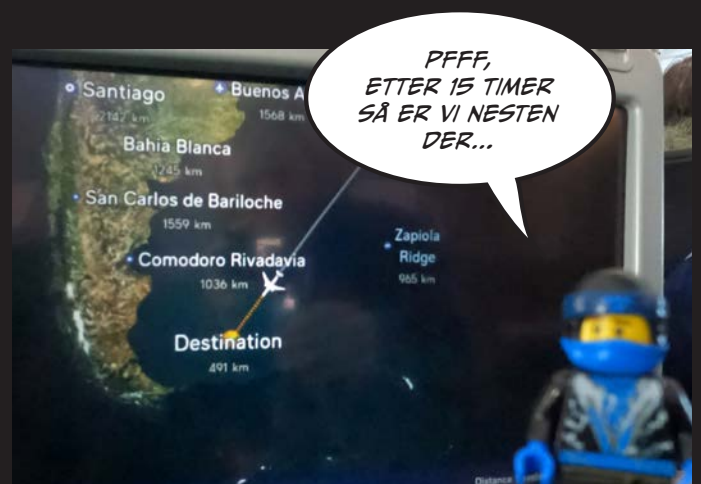 PFFF,
ETTER 15 TIMER
SÅ ER VI NESTEN
DER...
Santiago
2142 km
Buenos A
1568 km
Bahia Blanca
1245 km
San Carlos de Bariloche
1559 km
Zapiola
Ridge
965 km
Comodoro Rivadavia
1036 km
Destination
491 km
Distance